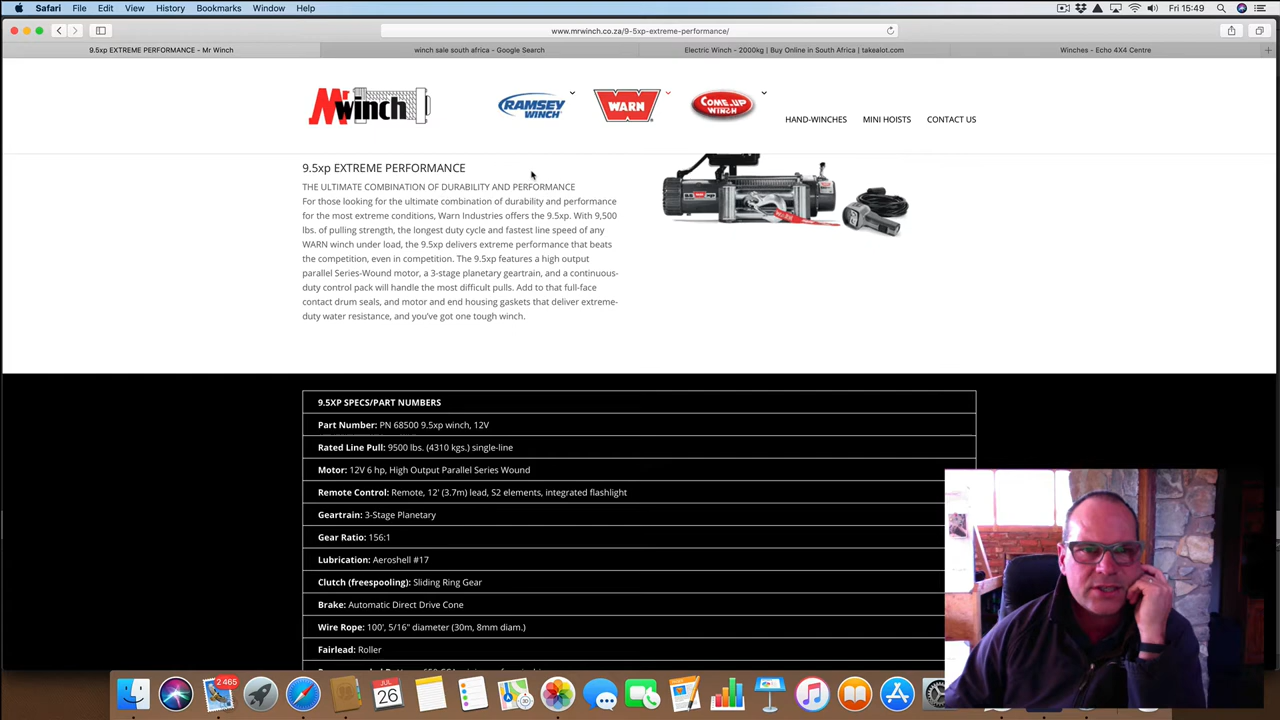 Safari File Edit View History Bookmarks Window Help
Fri 15:49
www.mrwinch.co.za/9-5xp-extreme-performance/
9.5xp EXTREME PERFORMANCE - Mr Winch
winch sale south africa - Google Search
Electric Winch - 2000kg | Buy Online in South Africa | takealot.com
Winches - Echo 4X4 Centre
Mr winch
RAMSEY WINCH
WARN
COME UP WINCH
HAND-WINCHES MINI HOISTS CONTACT US
9.5xp EXTREME PERFORMANCE
THE ULTIMATE COMBINATION OF DURABILITY AND PERFORMANCE
For those looking for the ultimate combination of durability and performance
for the most extreme conditions, Warn Industries offers the 9.5xp. With 9,500
lbs. of pulling strength, the longest duty cycle and fastest line speed of any
WARN winch under load, the 9.5xp delivers extreme performance that beats
the competition, even in competition. The 9.5xp features a high output
parallel Series-Wound motor, a 3-stage planetary geartrain, and a continuous-
duty control pack will handle the most difficult pulls. Add to that full-face
contact drum seals, and motor and end housing gaskets that deliver extreme-
duty water resistance, and you've got one tough winch.
9.5XP SPECS/PART NUMBERS
Part Number: PN 68500 9.5xp winch, 12V
Rated Line Pull: 9500 lbs. (4310 kgs.) single-line
Motor: 12V 6 hp, High Output Parallel Series Wound
Remote Control: Remote, 12' (3.7m) lead, S2 elements, integrated flashlight
Geartrain: 3-Stage Planetary
Gear Ratio: 156:1
Lubrication: Aeroshell #17
Clutch (freespooling): Sliding Ring Gear
Brake: Automatic Direct Drive Cone
Wire Rope: 100', 5/16" diameter (30m, 8mm diam.)
Fairlead: Roller
2 465
JUL
26